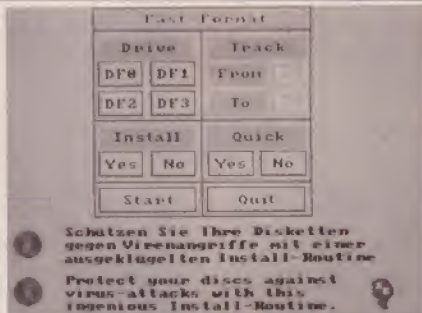 Fast Format
Drive Track
DF0 DF1 From
DF2 DF3 To
Install Quick
Yes No Yes No
Start Quit
Schützen Sie Ihre Disketten
gegen Virenangriffe mit einer
ausgeklügelten Install-Routine
Protect your discs against
virus-attacks with this
ingenious Install-Routine.